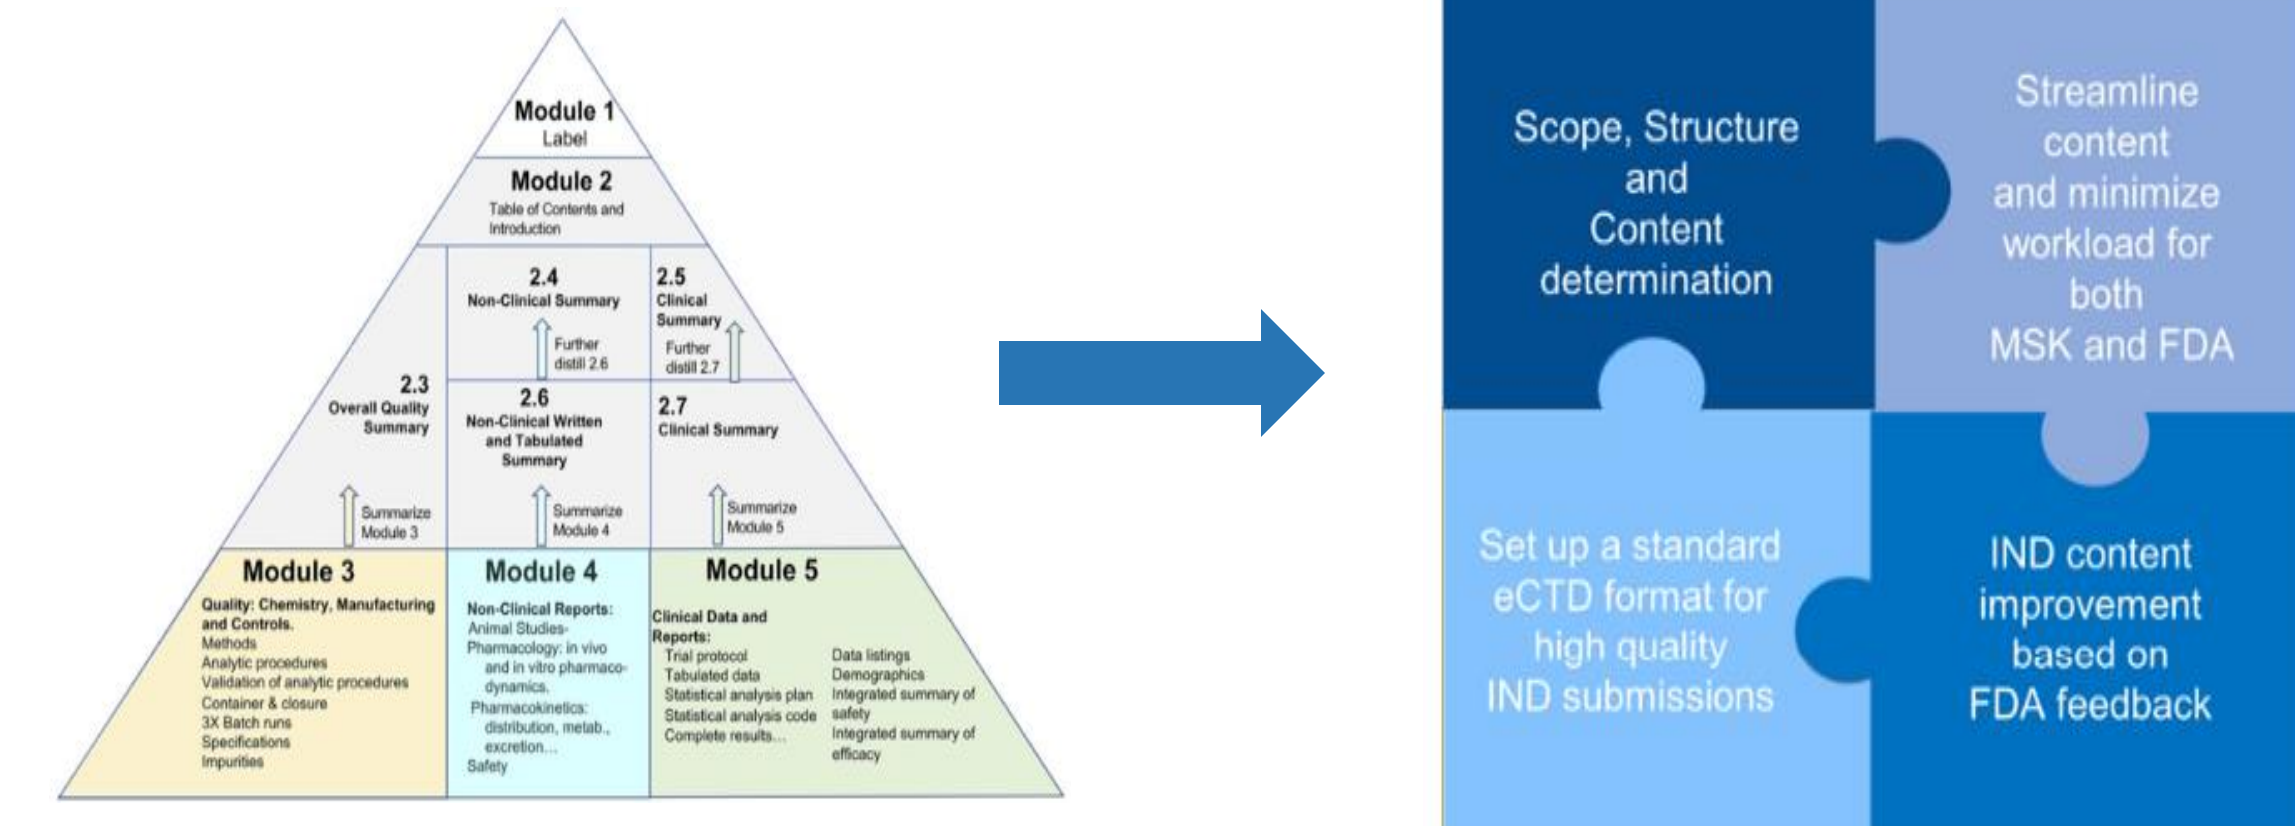 Module 1
Label
Module 2
Table of Contents and
Introduction
2.3
Overall Quality
Summary
Summarize
Module 3
2.4
Non-Clinical Summary
Further
distill 2.6
2.6
Non-Clinical Written
and Tabulated
Summary
Summarize
Module 4
2.5
Clinical
Summary
Further
distill 2.7
2.7
Clinical Summary
Summarize
Module 5
Module 3
Quality: Chemistry, Manufacturing
and Controls.
Methods
Analytic procedures
Validation of analytic procedures
Container & closure
3X Batch runs
Specifications
Impurities
Module 4
Non-Clinical Reports:
Animal Studies-
Pharmacology: in vivo
and in vitro pharmaco-
dynamics.
Pharmacokinetics:
distribution, metab.,
excretion...
Safety
Module 5
Clinical Data and
Reports:
Trial protocol
Tabulated data
Statistical analysis plan
Statistical analysis code
Complete results...
Data listings
Demographics
Integrated summary of
safety
Integrated summary of
efficacy
Scope, Structure
and
Content
determination
Streamline
content
and minimize
workload for
both
MSK and FDA
Set up a standard
eCTD format for
high quality
IND submissions
IND content
improvement
based on
FDA feedback